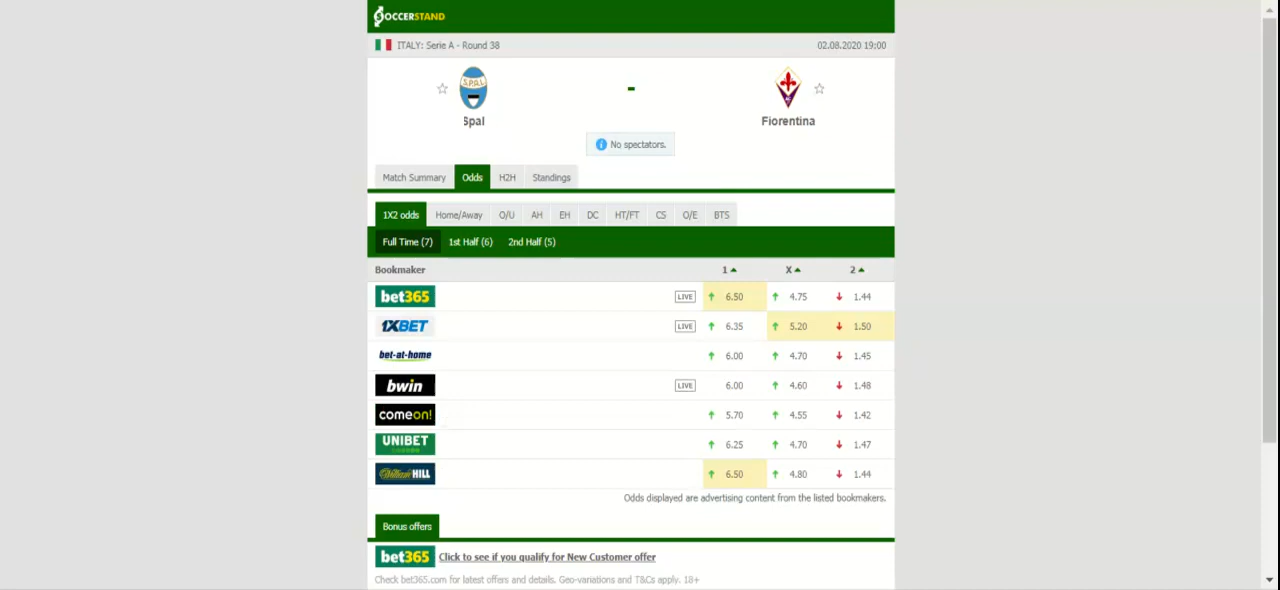 SOCCERSTAND
ITALY: Serie A - Round 38 02.08.2020 19:00
S.P.A.L.
-
Spal Fiorentina
No spectators.
Match Summary Odds H2H Standings
1X2 odds Home/Away O/U AH EH DC HT/FT CS O/E BTS
Full Time (7) 1st Half (6) 2nd Half (5)
Bookmaker 1 X 2
bet365 LIVE 6.50 4.75 1.44
1XBET LIVE 6.35 5.20 1.50
bet-at-home 6.00 4.70 1.45
bwin LIVE 6.00 4.60 1.48
comeon! 5.70 4.55 1.42
UNIBET 6.25 4.70 1.47
William HILL 6.50 4.80 1.44
Odds displayed are advertising content from the listed bookmakers.
Bonus offers
bet365 Click to see if you qualify for New Customer offer
Check bet365.com for latest offers and details. Geo-variations and T&Cs apply. 18+